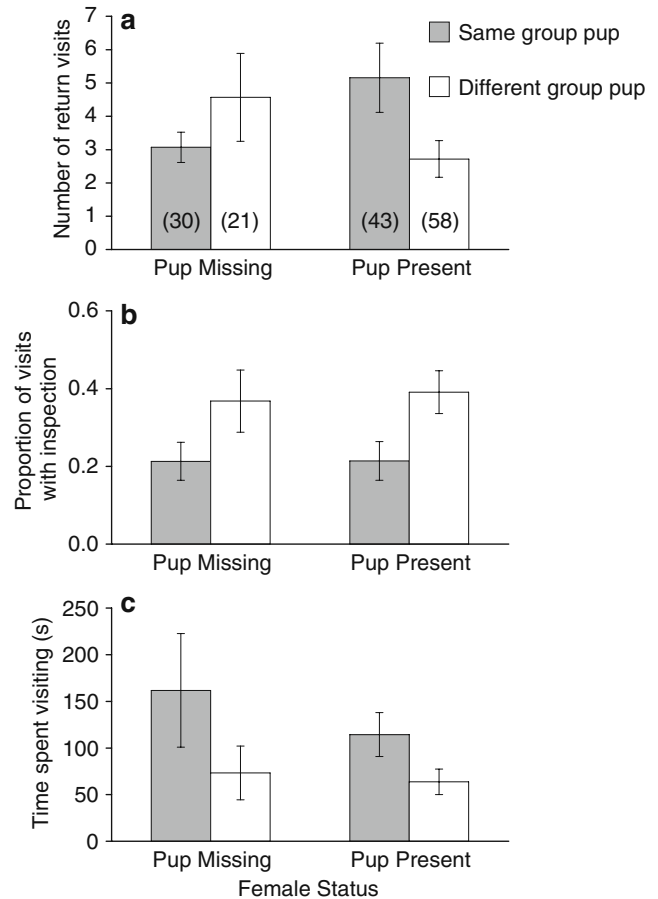 a
Number of return visits
7
6
5
4
3
2
1
0
Same group pup
Different group pup
(30) (21) (43) (58)
Pup Missing Pup Present
b
Proportion of visits
with inspection
0.6
0.4
0.2
0.0
Pup Missing Pup Present
c
Time spent visiting (s)
250
200
150
100
50
0
Pup Missing Pup Present
Female Status